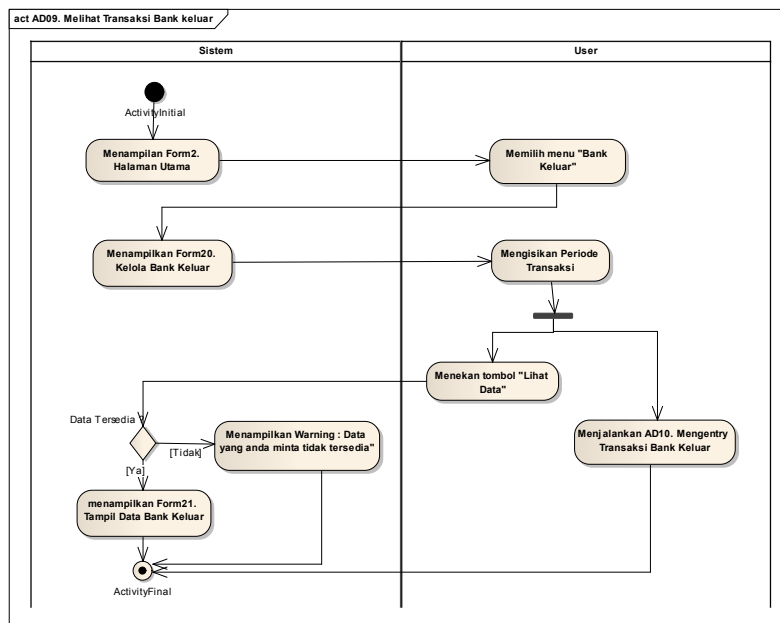 act AD09. Melihat Transaksi Bank keluar
Sistem
User
ActivityInitial
Menampilan Form2.
Halaman Utama
Memilih menu "Bank
Keluar"
Menampilkan Form20.
Kelola Bank Keluar
Mengisikan Periode
Transaksi
Menekan tombol "Lihat
Data"
Data Tersedia ?
[Tidak]
Menampilkan Warning : Data
yang anda minta tidak tersedia"
Menjalankan AD10. Mengentry
Transaksi Bank Keluar
[Ya]
menampilkan Form21.
Tampil Data Bank Keluar
ActivityFinal